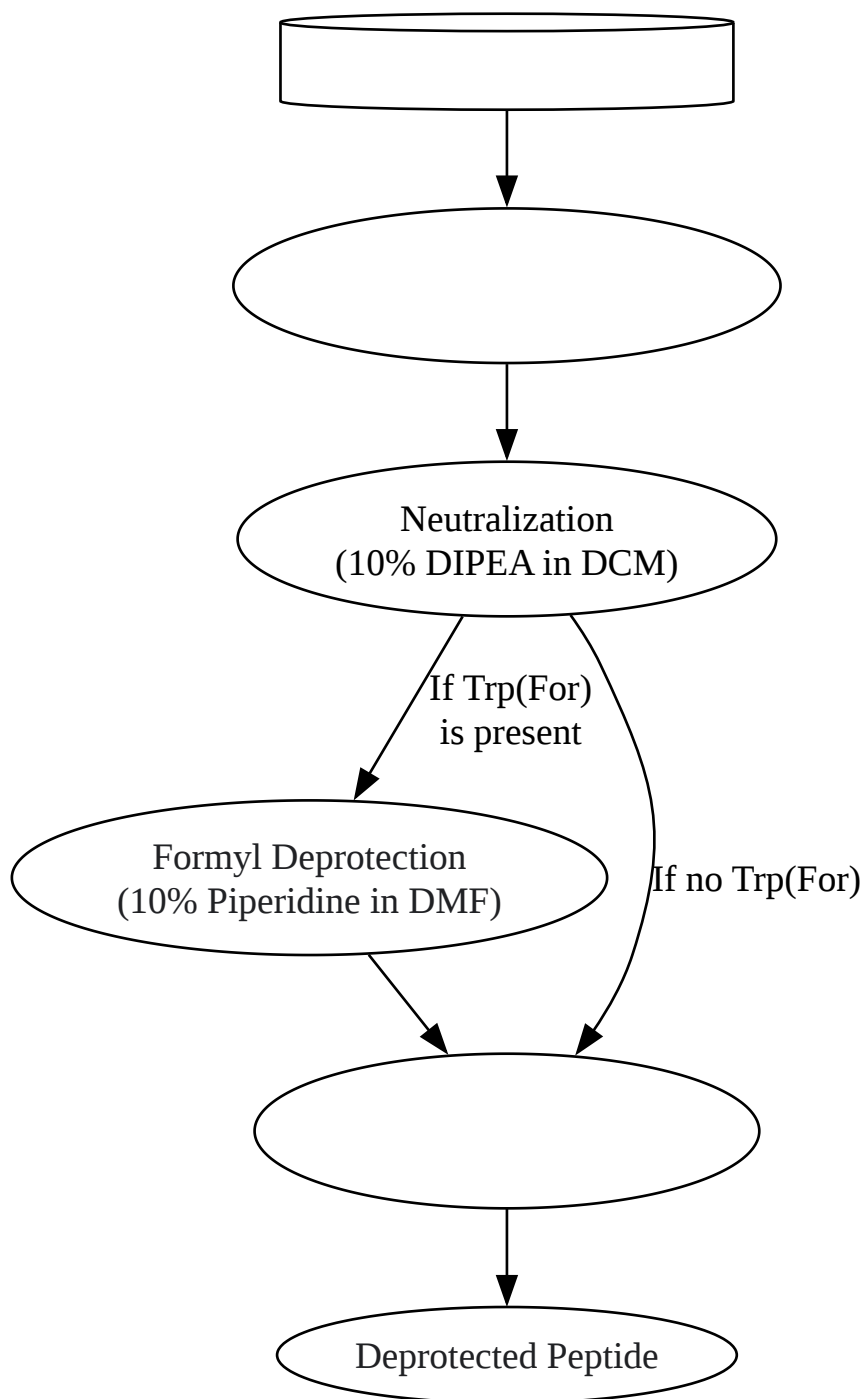 Neutralization
(10% DIPEA in DCM)
If Trp(For)
is present
Formyl Deprotection
(10% Piperidine in DMF)
If no Trp(For)
Deprotected Peptide